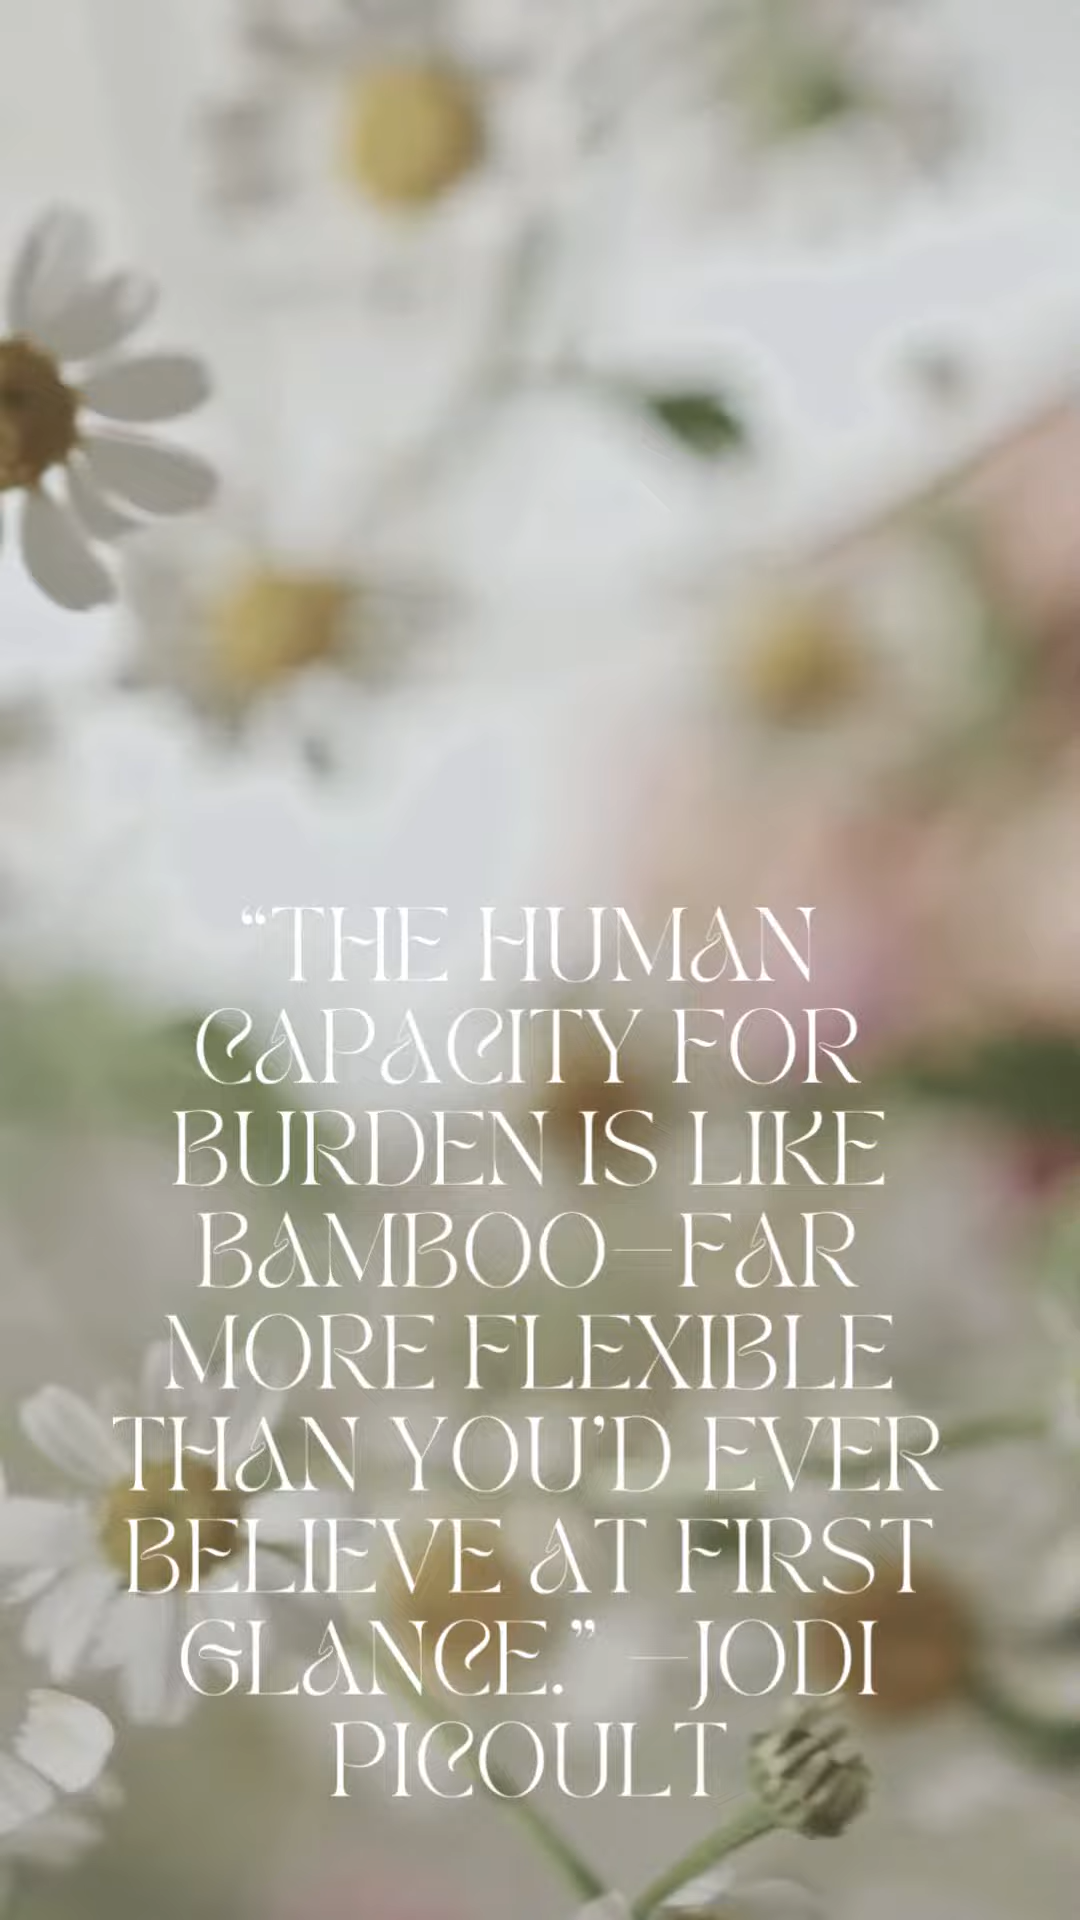 “THE HUMAN
CAPACITY FOR
BURDEN IS LIKE
BAMBOO—FAR
MORE FLEXIBLE
THAN YOU’D EVER
BELIEVE AT FIRST
GLANCE.” —JODI
PICOULT